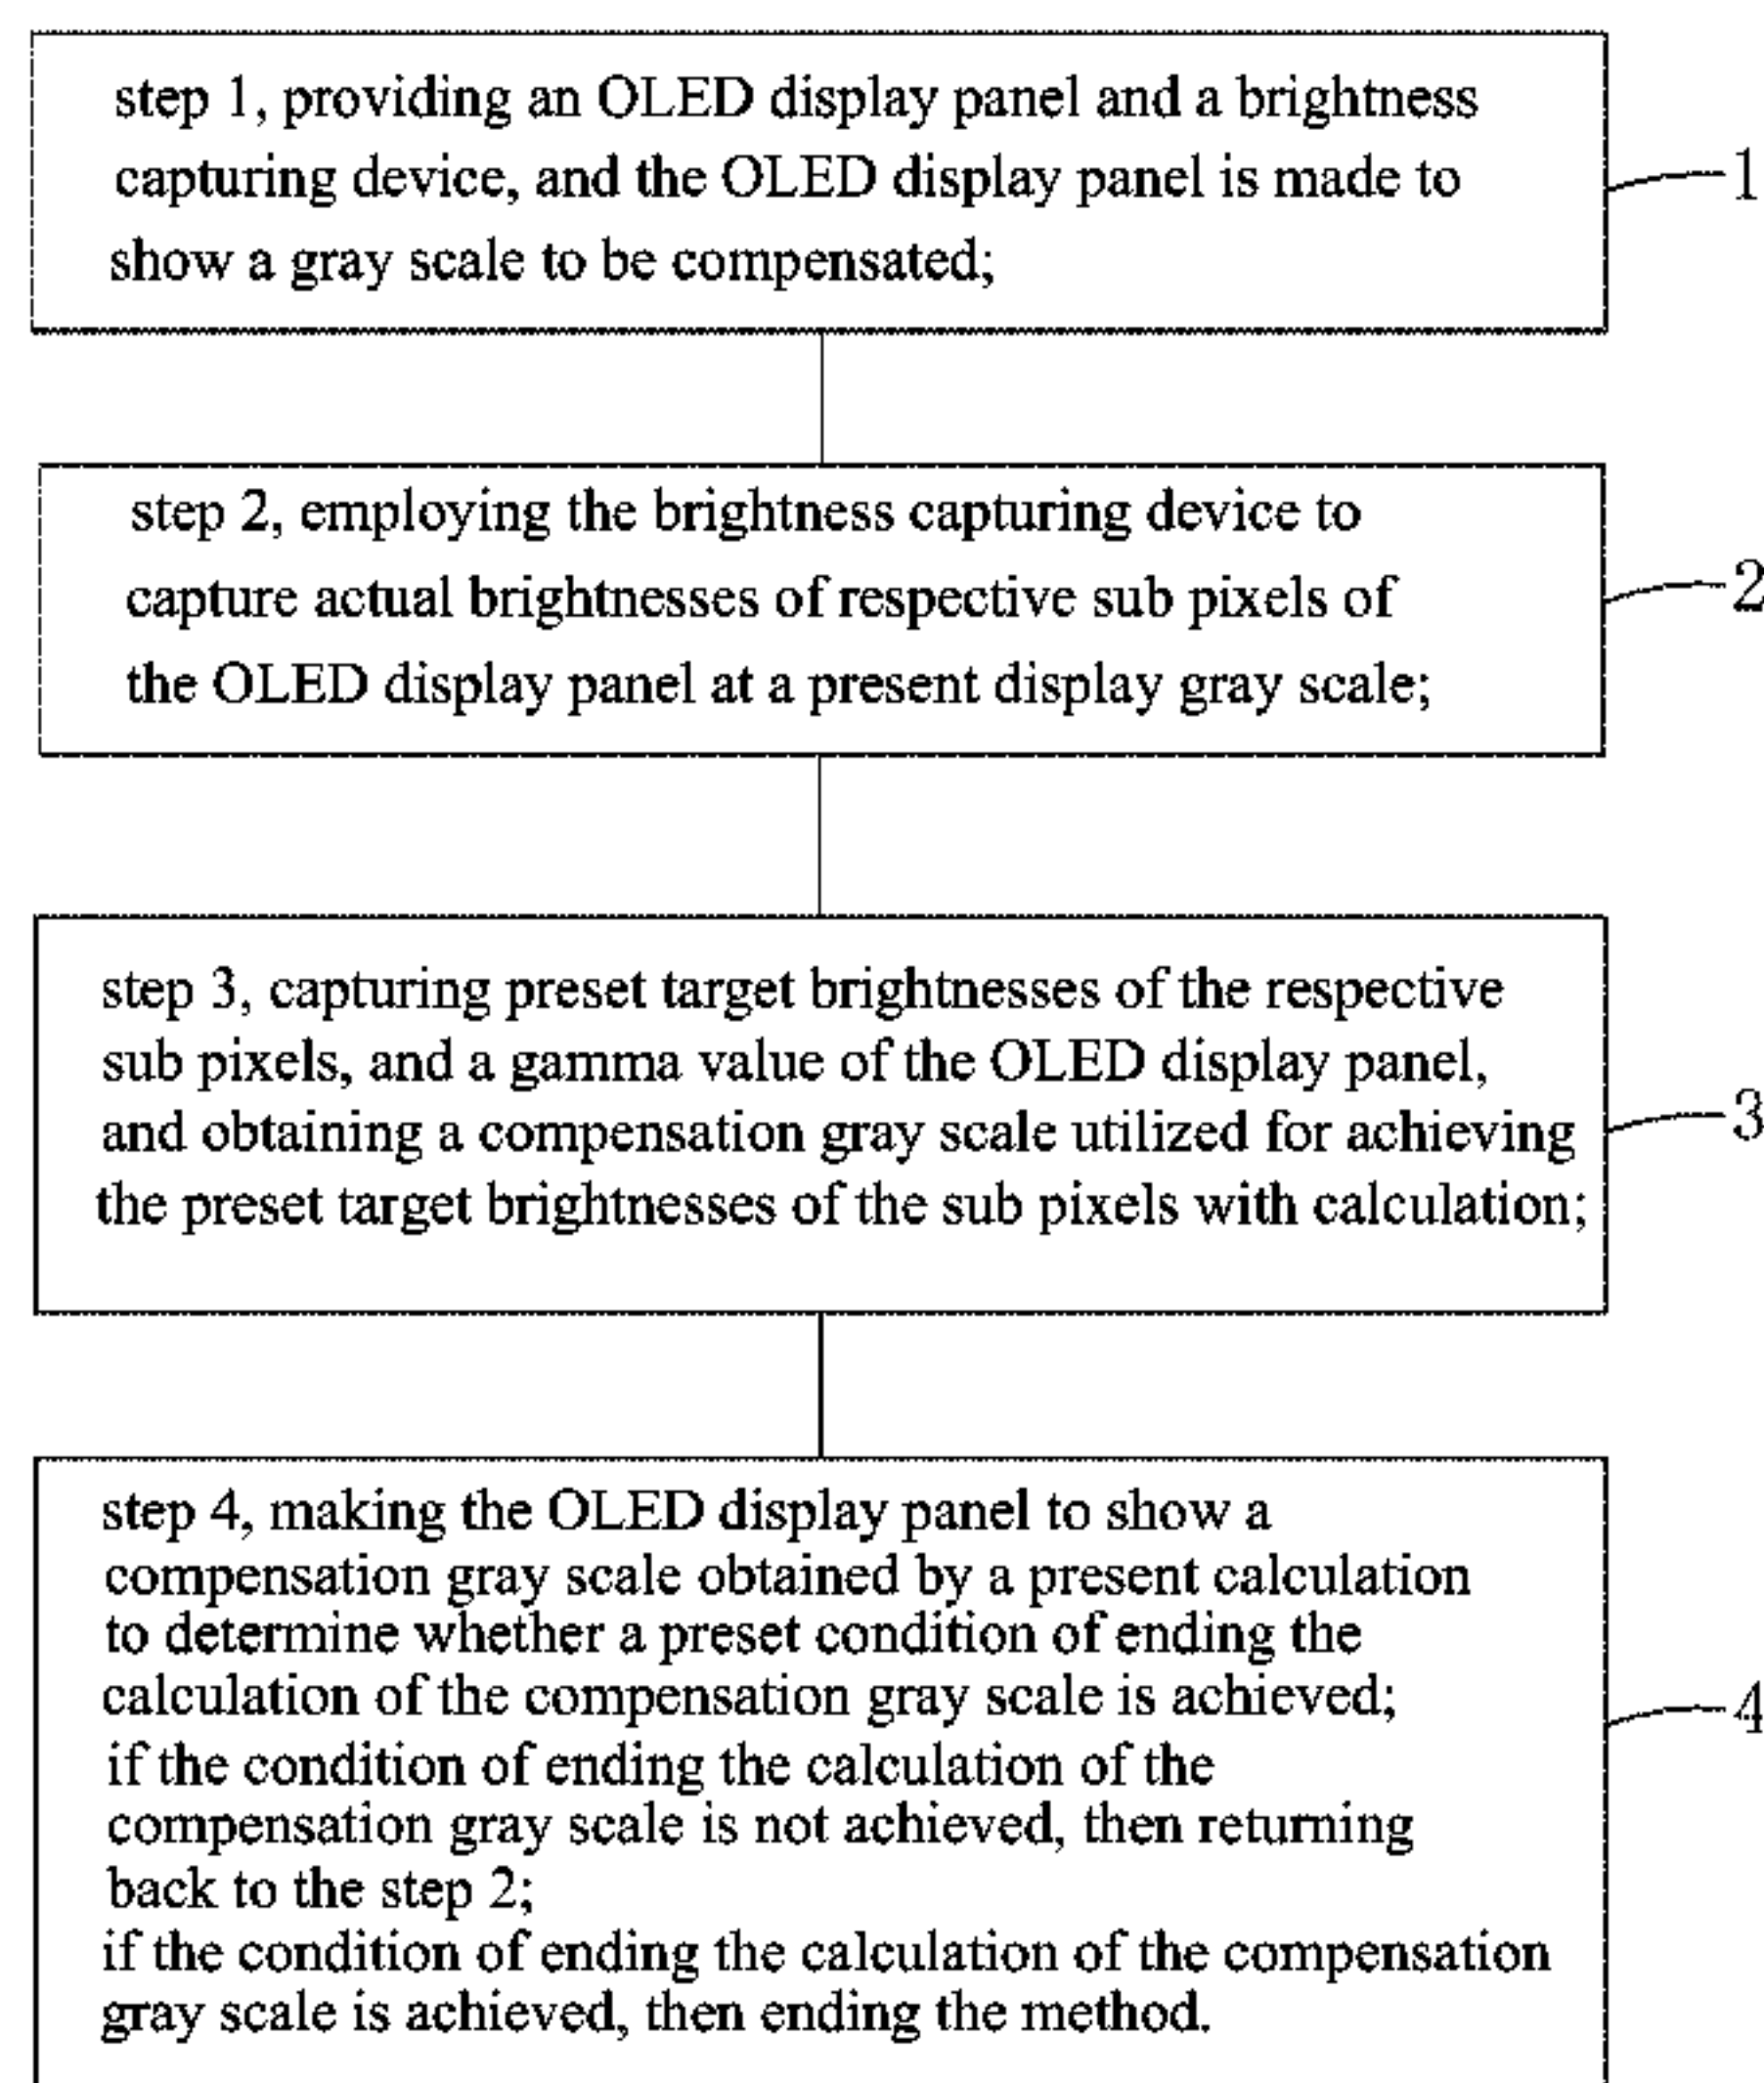 step 1, providing an OLED display panel and a brightness
capturing device, and the OLED display panel is made to
show a gray scale to be compensated;
1
step 2, employing the brightness capturing device to
capture actual brightnesses of respective sub pixels of
the OLED display panel at a present display gray scale;
2
step 3, capturing preset target brightnesses of the respective
sub pixels, and a gamma value of the OLED display panel,
and obtaining a compensation gray scale utilized for achieving
the preset target brightnesses of the sub pixels with calculation;
3
step 4, making the OLED display panel to show a
compensation gray scale obtained by a present calculation
to determine whether a preset condition of ending the
calculation of the compensation gray scale is achieved;
if the condition of ending the calculation of the
compensation gray scale is not achieved, then returning
back to the step 2;
if the condition of ending the calculation of the compensation
gray scale is achieved, then ending the method.
4